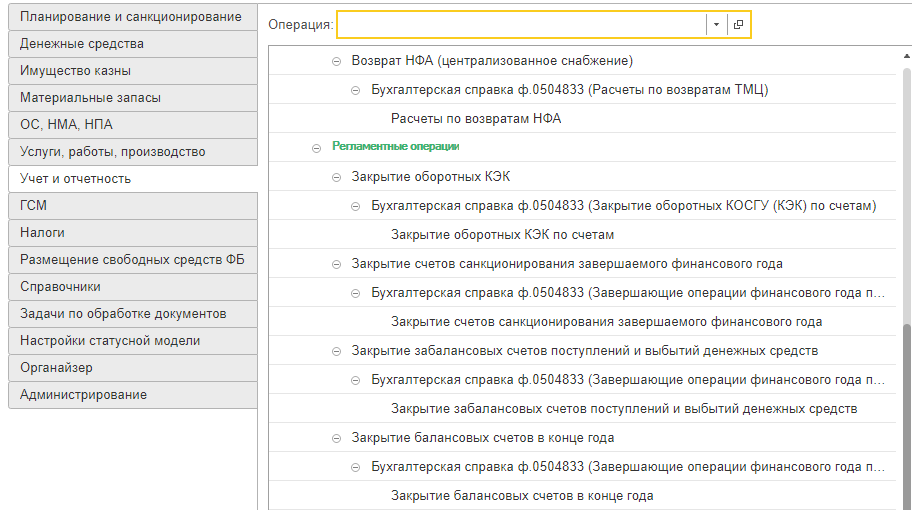 Планирование и санкционирование
Денежные средства
Имущество казны
Материальные запасы
ОС, НМА, НПА
Услуги, работы, производство
Учет и отчетность
ГСМ
Налоги
Размещение свободных средств ФБ
Справочники
Задачи по обработке документов
Настройки статусной модели
Органайзер
Администрирование
Операция:
Возврат НФА (централизованное снабжение)
Бухгалтерская справка ф.0504833 (Расчеты по возвратам ТМЦ)
Расчеты по возвратам НФА
Регламентные операции
Закрытие оборотных КЭК
Бухгалтерская справка ф.0504833 (Закрытие оборотных КОСГУ (КЭК) по счетам)
Закрытие оборотных КЭК по счетам
Закрытие счетов санкционирования завершаемого финансового года
Бухгалтерская справка ф.0504833 (Завершающие операции финансового года п...
Закрытие счетов санкционирования завершаемого финансового года
Закрытие забалансовых счетов поступлений и выбытий денежных средств
Бухгалтерская справка ф.0504833 (Завершающие операции финансового года п...
Закрытие забалансовых счетов поступлений и выбытий денежных средств
Закрытие балансовых счетов в конце года
Бухгалтерская справка ф.0504833 (Завершающие операции финансового года п...
Закрытие балансовых счетов в конце года